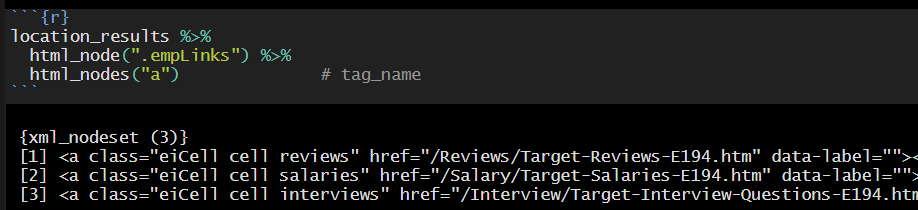 ```{r}
location_results %>%
  html_node(".empLinks") %>%
  html_nodes("a")              # tag_name
```
{xml_nodeset (3)}
[1] <a class="eiCell cell reviews" href="/Reviews/Target-Reviews-E194.htm" data-label=""><
[2] <a class="eiCell cell salaries" href="/Salary/Target-Salaries-E194.htm" data-label="">
[3] <a class="eiCell cell interviews" href="/Interview/Target-Interview-Questions-E194.htm